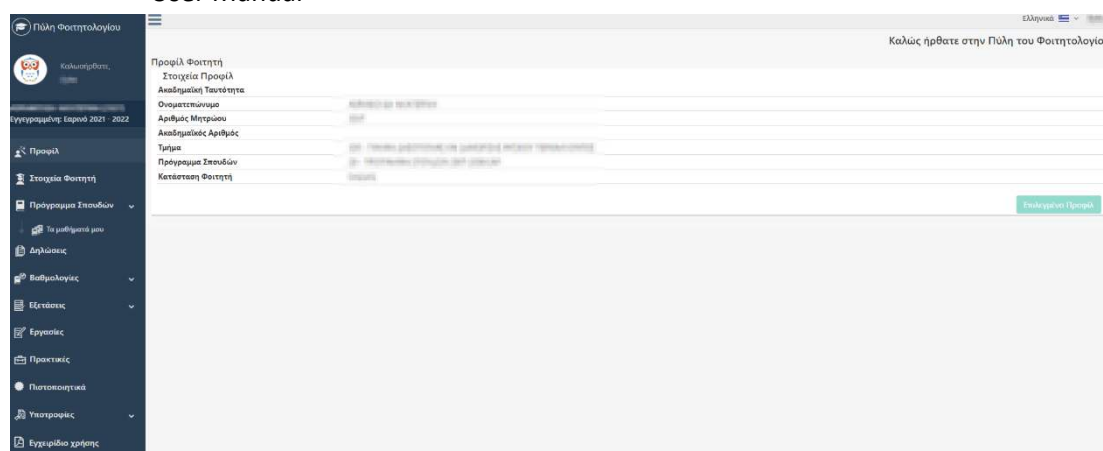 User Manual
Πύλη Φοιτητολογίου
Ελληνικά
Καλώς ήρθατε στην Πύλη του Φοιτητολογίο
Καλωσήρθατε,
Εγγεγραμμένη: Εαρινό 2021 - 2022
Προφίλ
Στοιχεία Φοιτητή
Πρόγραμμα Σπουδών
Τα μαθήματά μου
Δηλώσεις
Βαθμολογίες
Εξετάσεις
Εργασίες
Πρακτικές
Πιστοποιητικά
Υποτροφίες
Εγχειρίδιο χρήσης
Προφίλ Φοιτητή
Στοιχεία Προφίλ
Ακαδημαϊκή Ταυτότητα
Ονοματεπώνυμο
Αριθμός Μητρώου
Ακαδημαϊκός Αριθμός
Τμήμα
Πρόγραμμα Σπουδών
Κατάσταση Φοιτητή
Επιλεγμένο Προφίλ